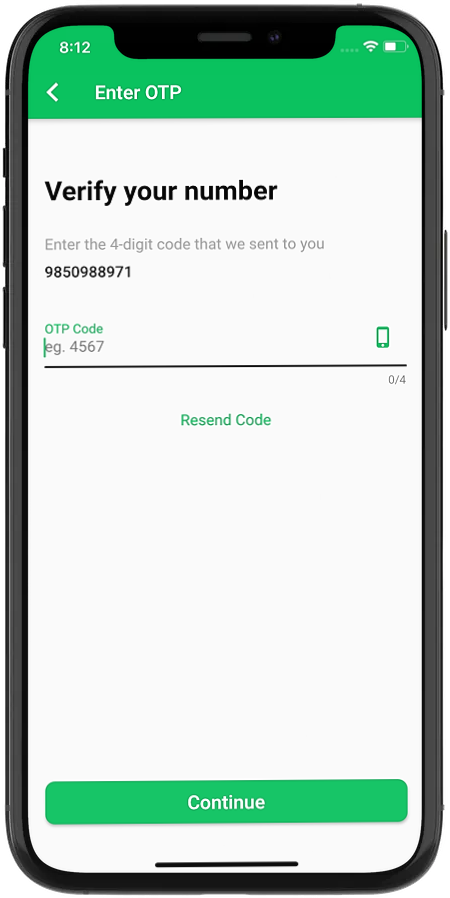 8:12
Enter OTP
Verify your number
Enter the 4-digit code that we sent to you
9850988971
OTP Code
eg. 4567
0/4
Resend Code
Continue